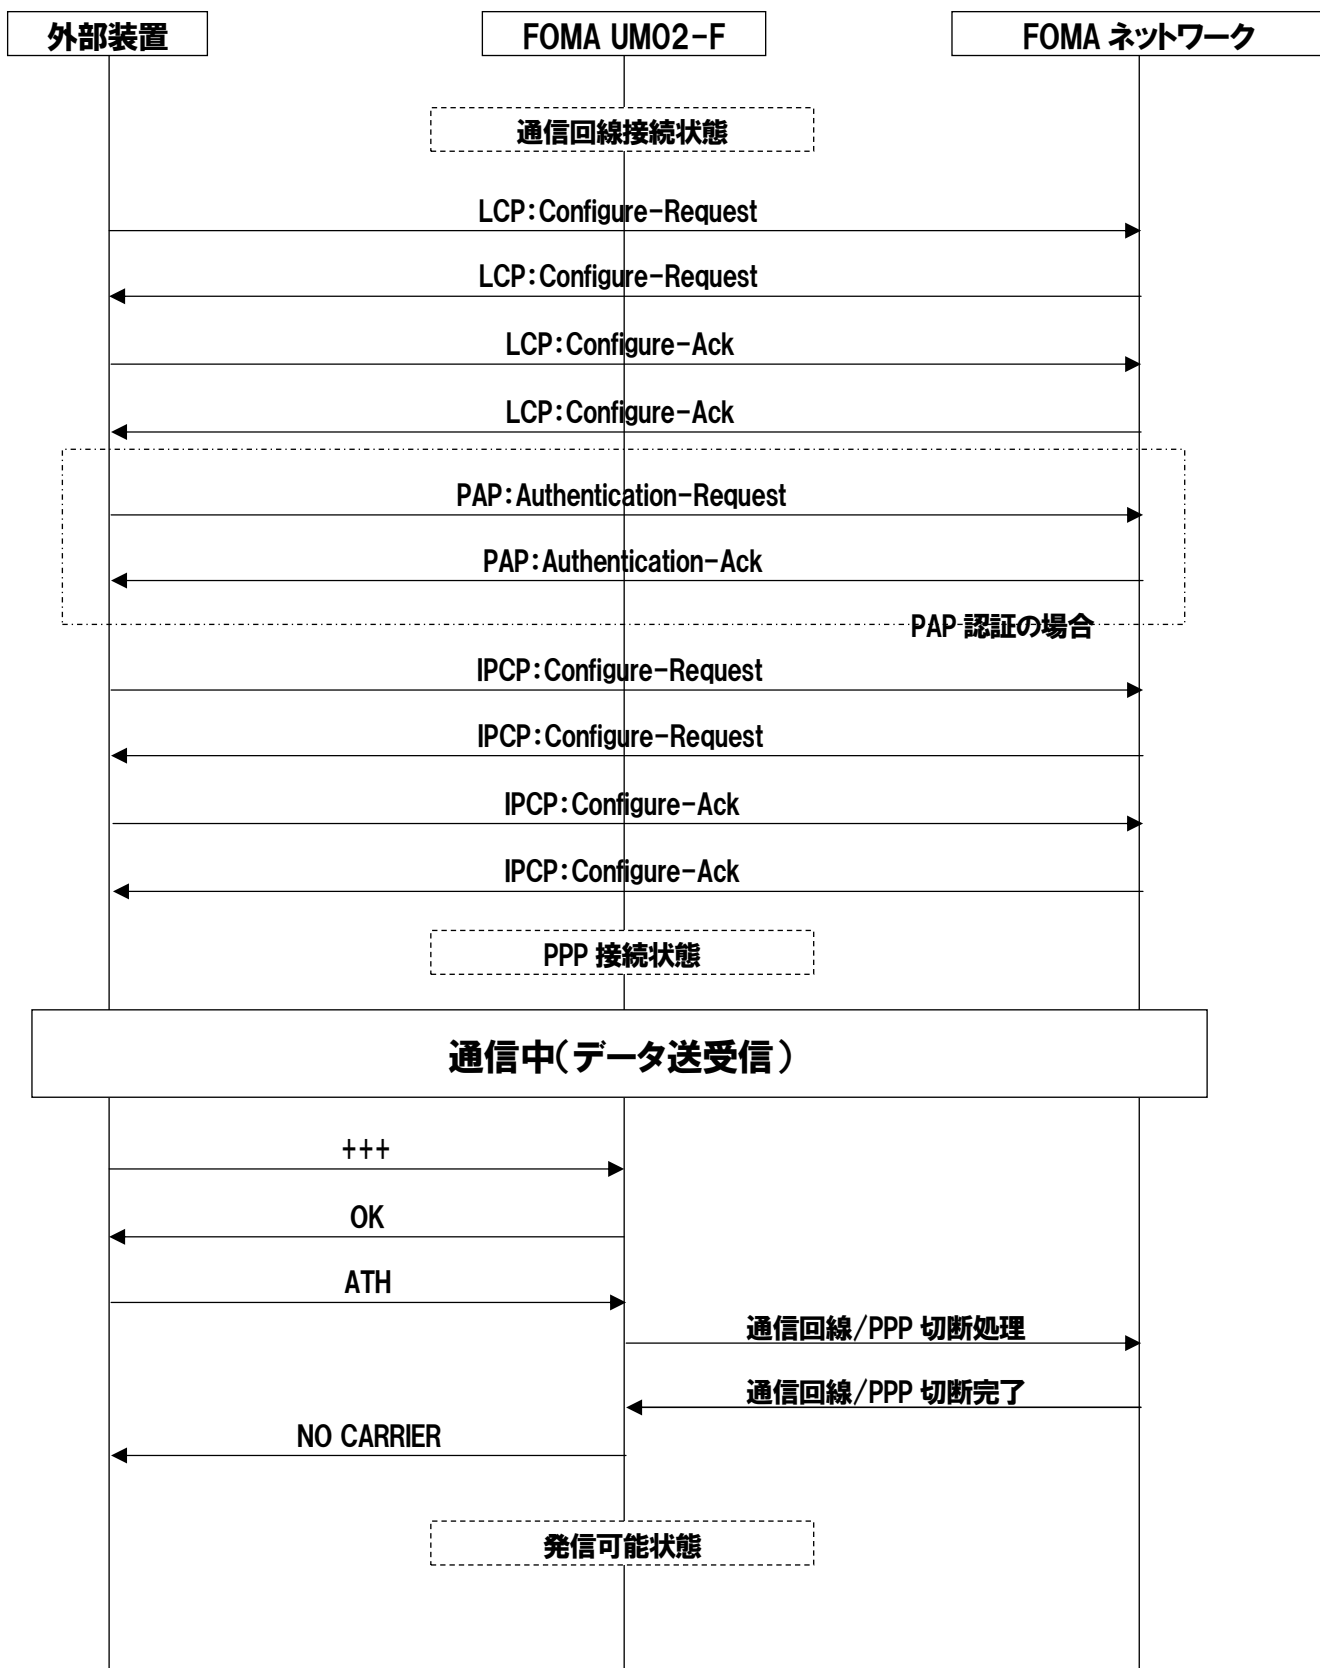 外部装置
FOMA UM02-F
FOMA ネットワーク
通信回線接続状態
LCP:Configure-Request
LCP:Configure-Request
LCP:Configure-Ack
LCP:Configure-Ack
PAP:Authentication-Request
PAP:Authentication-Ack
PAP 認証の場合
IPCP:Configure-Request
IPCP:Configure-Request
IPCP:Configure-Ack
IPCP:Configure-Ack
PPP 接続状態
通信中(データ送受信)
+++
OK
ATH
通信回線/PPP 切断処理
通信回線/PPP 切断完了
NO CARRIER
発信可能状態